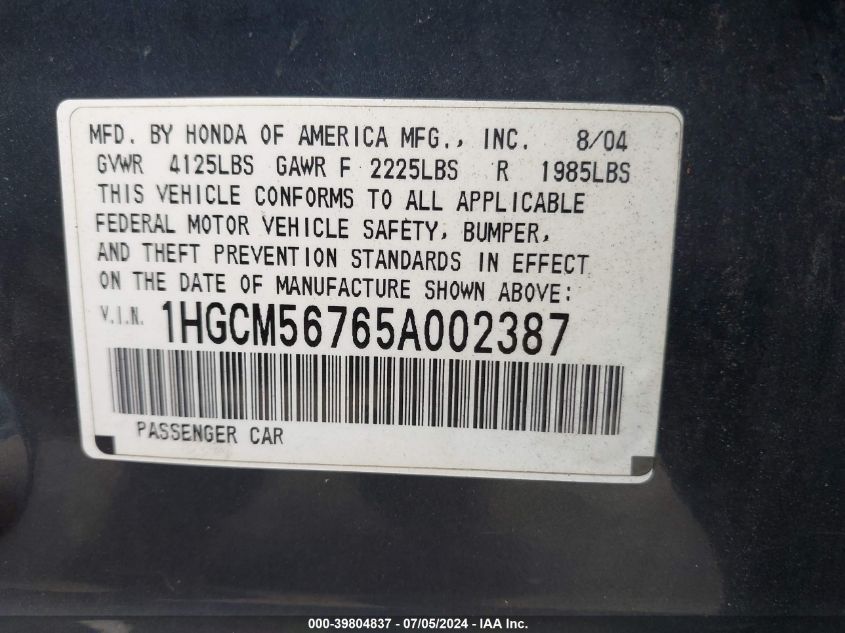 MFD. BY HONDA OF AMERICA MFG., INC. 8/04
GVWR 4125LBS GAWR F 2225LBS R 1985LBS
THIS VEHICLE CONFORMS TO ALL APPLICABLE
FEDERAL MOTOR VEHICLE SAFETY, BUMPER,
AND THEFT PREVENTION STANDARDS IN EFFECT
ON THE DATE OF MANUFACTURE SHOWN ABOVE:
V.I.N. 1HGCM56765A002387
PASSENGER CAR
000-39804837 - 07/05/2024 - IAA Inc.